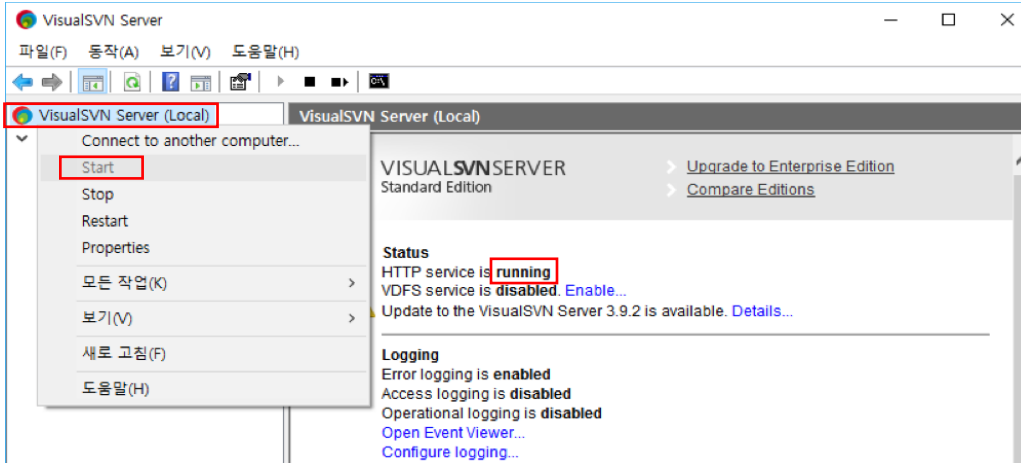 VisualSVN Server
파일(F) 동작(A) 보기(V) 도움말(H)
VisualSVN Server (Local)
VisualSVN Server (Local)
Connect to another computer...
Start
Stop
Restart
Properties
모든 작업(K)
보기(V)
새로 고침(F)
도움말(H)
VISUALSVNSERVER
Standard Edition
Upgrade to Enterprise Edition
Compare Editions
Status
HTTP service is running
VDFS service is disabled. Enable...
Update to the VisualSVN Server 3.9.2 is available. Details...
Logging
Error logging is enabled
Access logging is disabled
Operational logging is disabled
Open Event Viewer...
Configure logging...